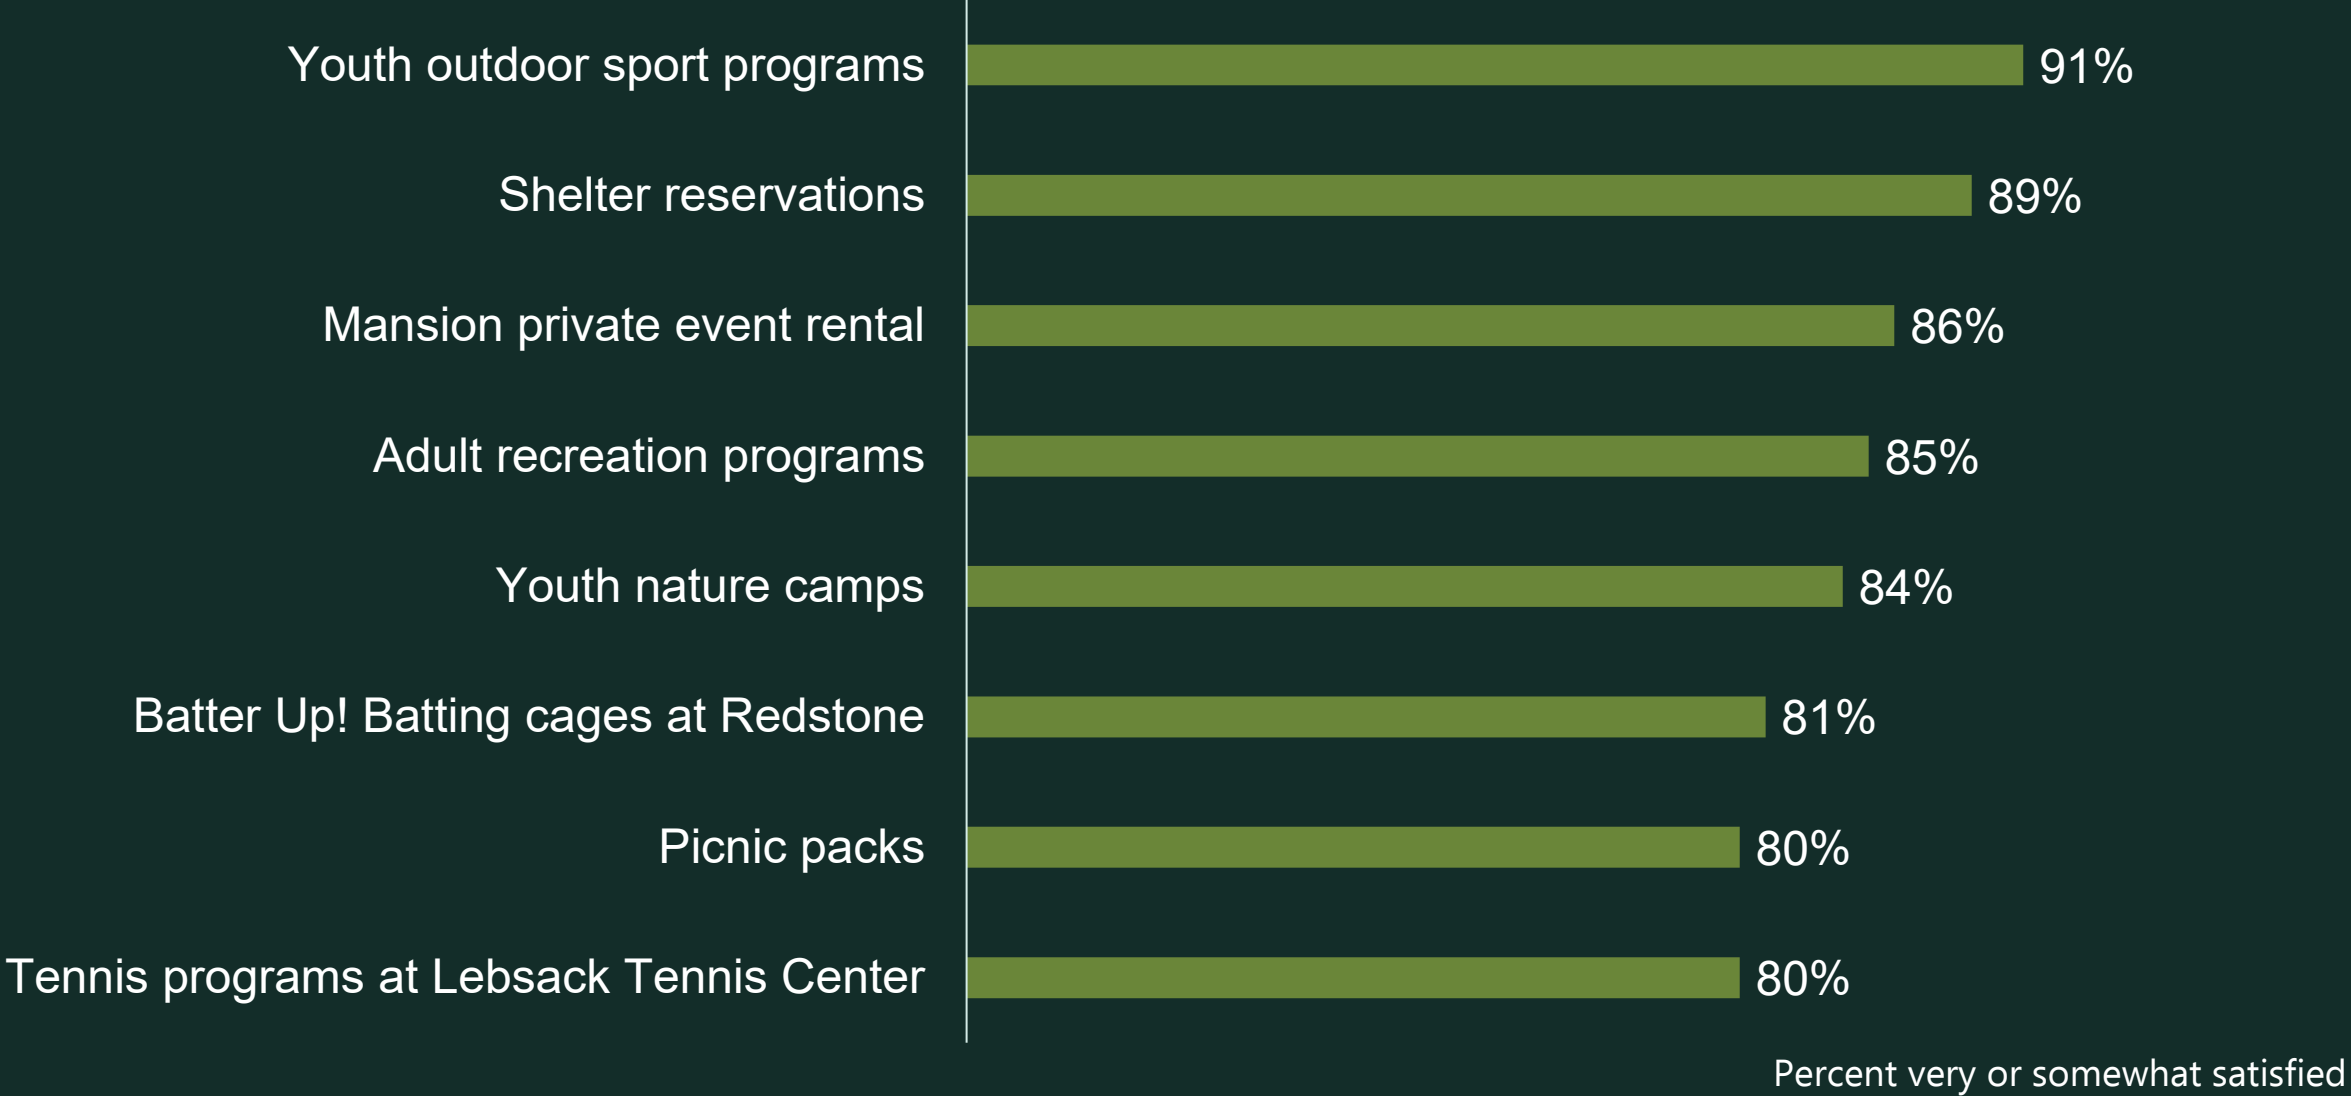 Youth outdoor sport programs 91%
Shelter reservations 89%
Mansion private event rental 86%
Adult recreation programs 85%
Youth nature camps 84%
Batter Up! Batting cages at Redstone 81%
Picnic packs 80%
Tennis programs at Lebsack Tennis Center 80%
Percent very or somewhat satisfied